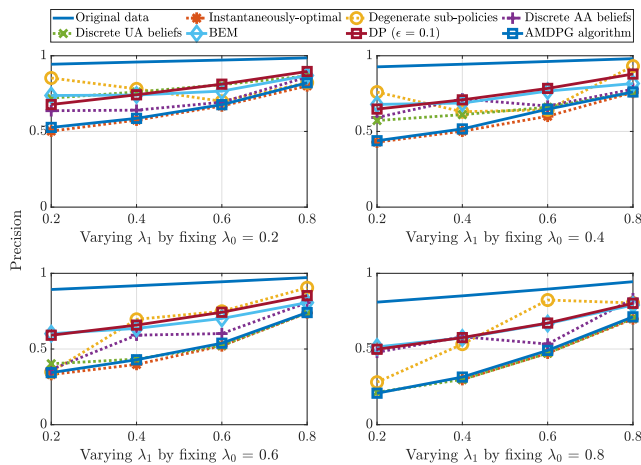 Original data Instantaneously-optimal Degenerate sub-policies Discrete AA beliefs
Discrete UA beliefs BEM DP (ϵ = 0.1) AMDPG algorithm
Precision
1
0.5
0
0.2 0.4 0.6 0.8
Varying λ₁ by fixing λ₀ = 0.2
1
0.5
0
0.2 0.4 0.6 0.8
Varying λ₁ by fixing λ₀ = 0.4
1
0.5
0
0.2 0.4 0.6 0.8
Varying λ₁ by fixing λ₀ = 0.6
1
0.5
0
0.2 0.4 0.6 0.8
Varying λ₁ by fixing λ₀ = 0.8